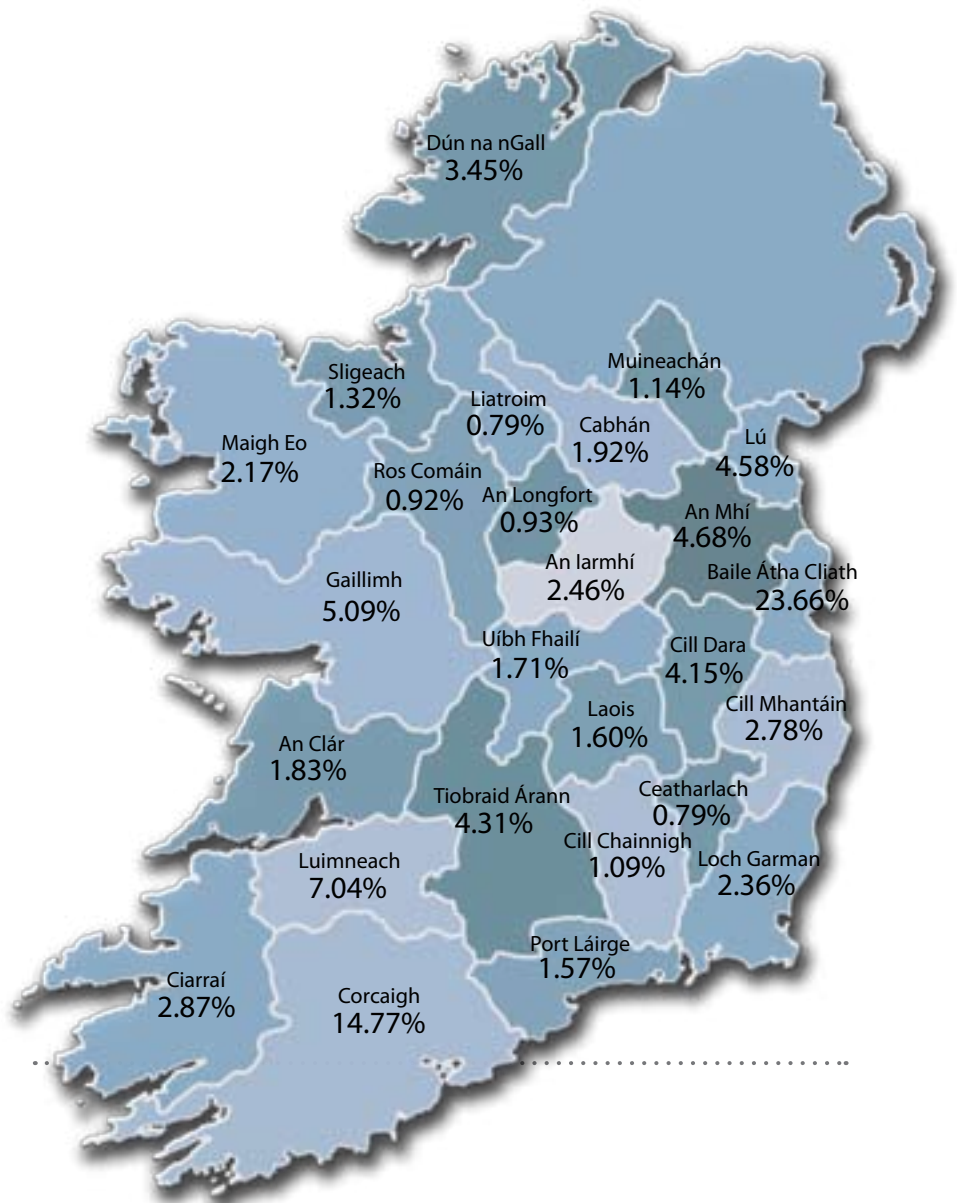 Dún na nGall
3.45%
Muineachán
1.14%
Sligeach
1.32%
Liatroim
0.79%
Cabhán
1.92%
Lú
4.58%
Maigh Eo
2.17%
Ros Comáin
0.92%
An Longfort
0.93%
An Mhí
4.68%
An Iarmhí
2.46%
Baile Átha Cliath
23.66%
Gaillimh
5.09%
Uíbh Fhailí
1.71%
Cill Dara
4.15%
Cill Mhantáin
2.78%
Laois
1.60%
An Clár
1.83%
Tiobraid Árann
4.31%
Ceatharlach
0.79%
Cill Chainnigh
1.09%
Loch Garman
2.36%
Luimneach
7.04%
Port Láirge
1.57%
Ciarraí
2.87%
Corcaigh
14.77%